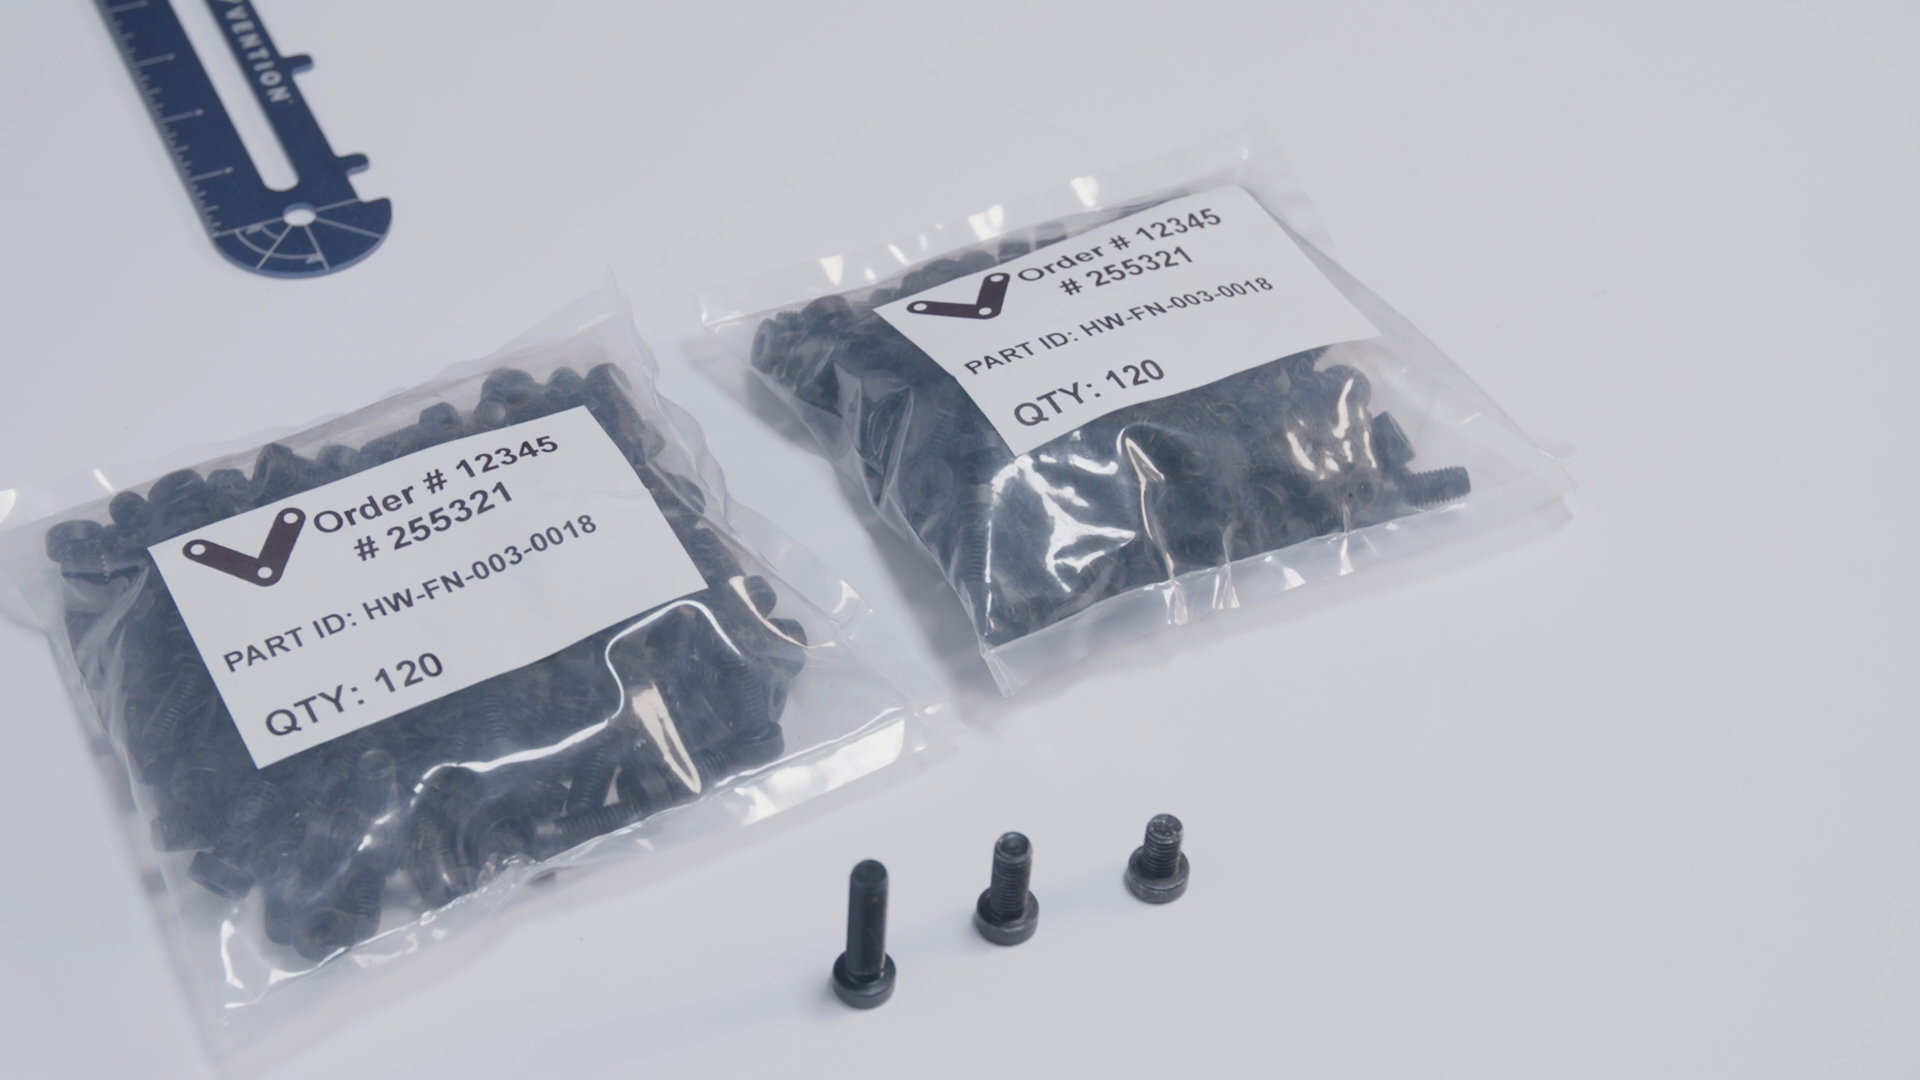 VENTION
Order # 12345
# 255321
PART ID: HW-FN-003-0018
QTY: 120
Order # 12345
# 255321
PART ID: HW-FN-003-0018
QTY: 120